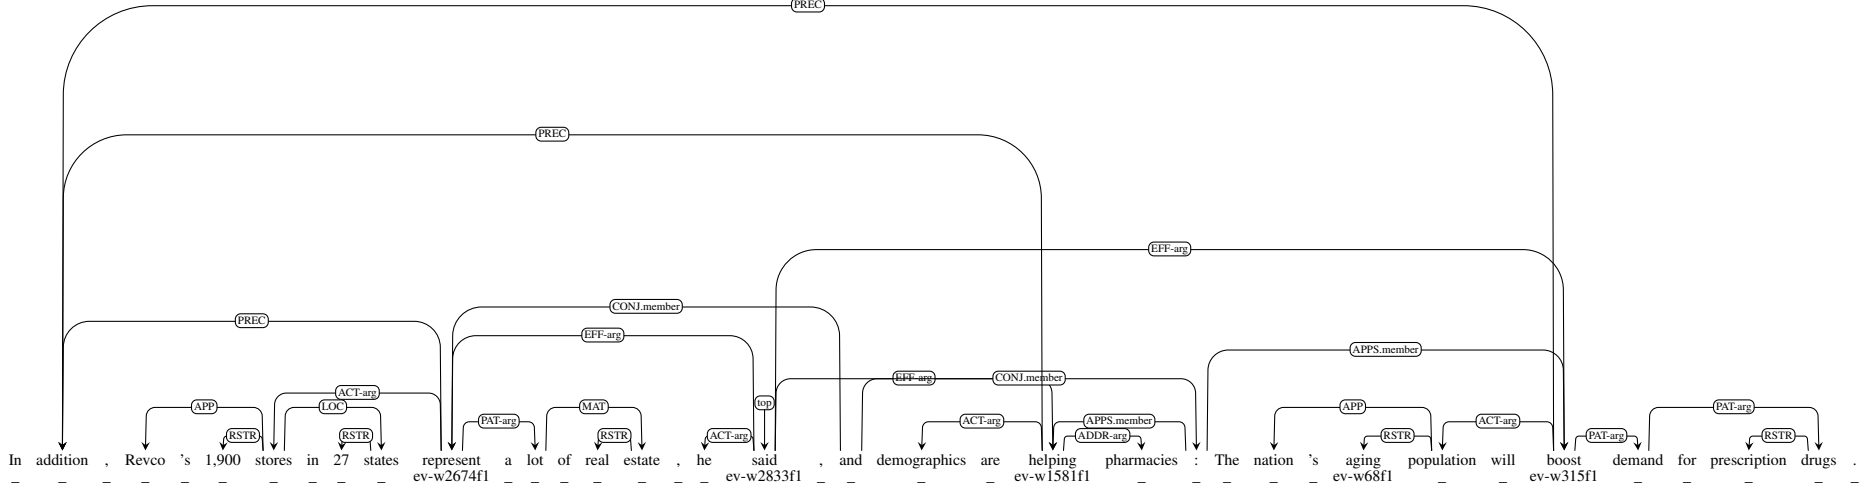 PREC
PREC
EFF-arg
CONJ.member
PREC
EFF-arg
APPS.member
EFF-arg CONJ.member
ACT-arg
top
APP LOC MAT APP PAT-arg
PAT-arg ACT-arg APPS.member ACT-arg
RSTR RSTR RSTR ACT-arg ADDR-arg RSTR PAT-arg RSTR
In addition , Revco 's 1,900 stores in 27 states represent a lot of real estate , he said , and demographics are helping pharmacies : The nation 's aging population will boost demand for prescription drugs .
_ _ _ _ _ _ _ _ _ _ ev-w2674f1 _ _ _ _ _ _ _ ev-w2833f1 _ _ _ _ ev-w1581f1 _ _ _ _ _ ev-w68f1 _ _ ev-w315f1 _ _ _ _ _